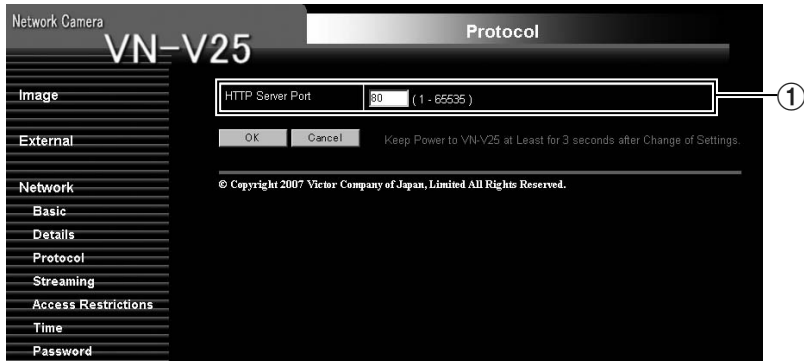 Network Camera
VN-V25
Protocol
Image
External
Network
Basic
Details
Protocol
Streaming
Access Restrictions
Time
Password
HTTP Server Port
80 ( 1 - 65535 )
①
OK Cancel Keep Power to VN-V25 at Least for 3 seconds after Change of Settings.
© Copyright 2007 Victor Company of Japan, Limited All Rights Reserved.